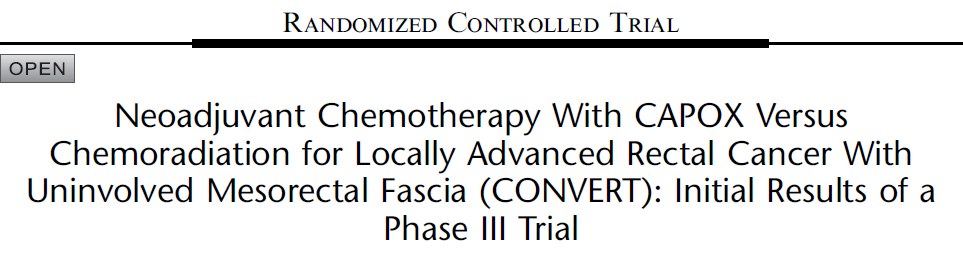 RANDOMIZED CONTROLLED TRIAL
OPEN
Neoadjuvant Chemotherapy With CAPOX Versus
Chemoradiation for Locally Advanced Rectal Cancer With
Uninvolved Mesorectal Fascia (CONVERT): Initial Results of a
Phase III Trial